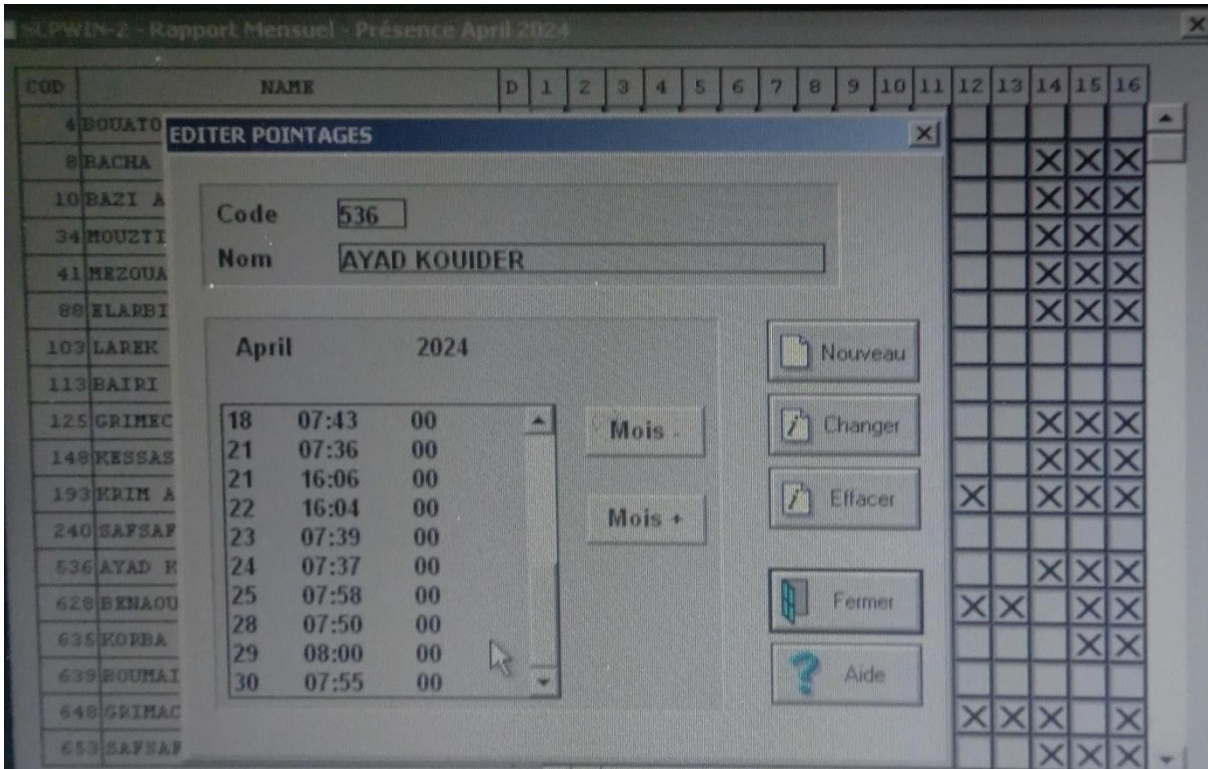 SCPWIN-2 - Rapport Mensuel - Présence April 2024
COD NAME D 1 2 3 4 5 6 7 8 9 10 11 12 13 14 15 16
4 BOUATO
8 BACHA X X X
10 BAZI A X X X
34 MOUZTI X X X
41 MEZOUA X X X
88 ELARBI X X X
103 LAREK
113 BAIRI
125 GRIMEC X X X
148 KESSAS X X X
193 KRIM A X X X X
240 SAFSAF
536 AYAD K X X X
628 BENAOU X X X X
635 KORBA X X
639 BOUMAI
648 GRIMAC X X X X
653 SAFSAF X X X
EDITER POINTAGES
Code 536
Nom AYAD KOUIDER
April 2024
18 07:43 00
21 07:36 00
21 16:06 00
22 16:04 00
23 07:39 00
24 07:37 00
25 07:58 00
28 07:50 00
29 08:00 00
30 07:55 00
Mois -
Mois +
Nouveau
Changer
Effacer
Fermer
Aide